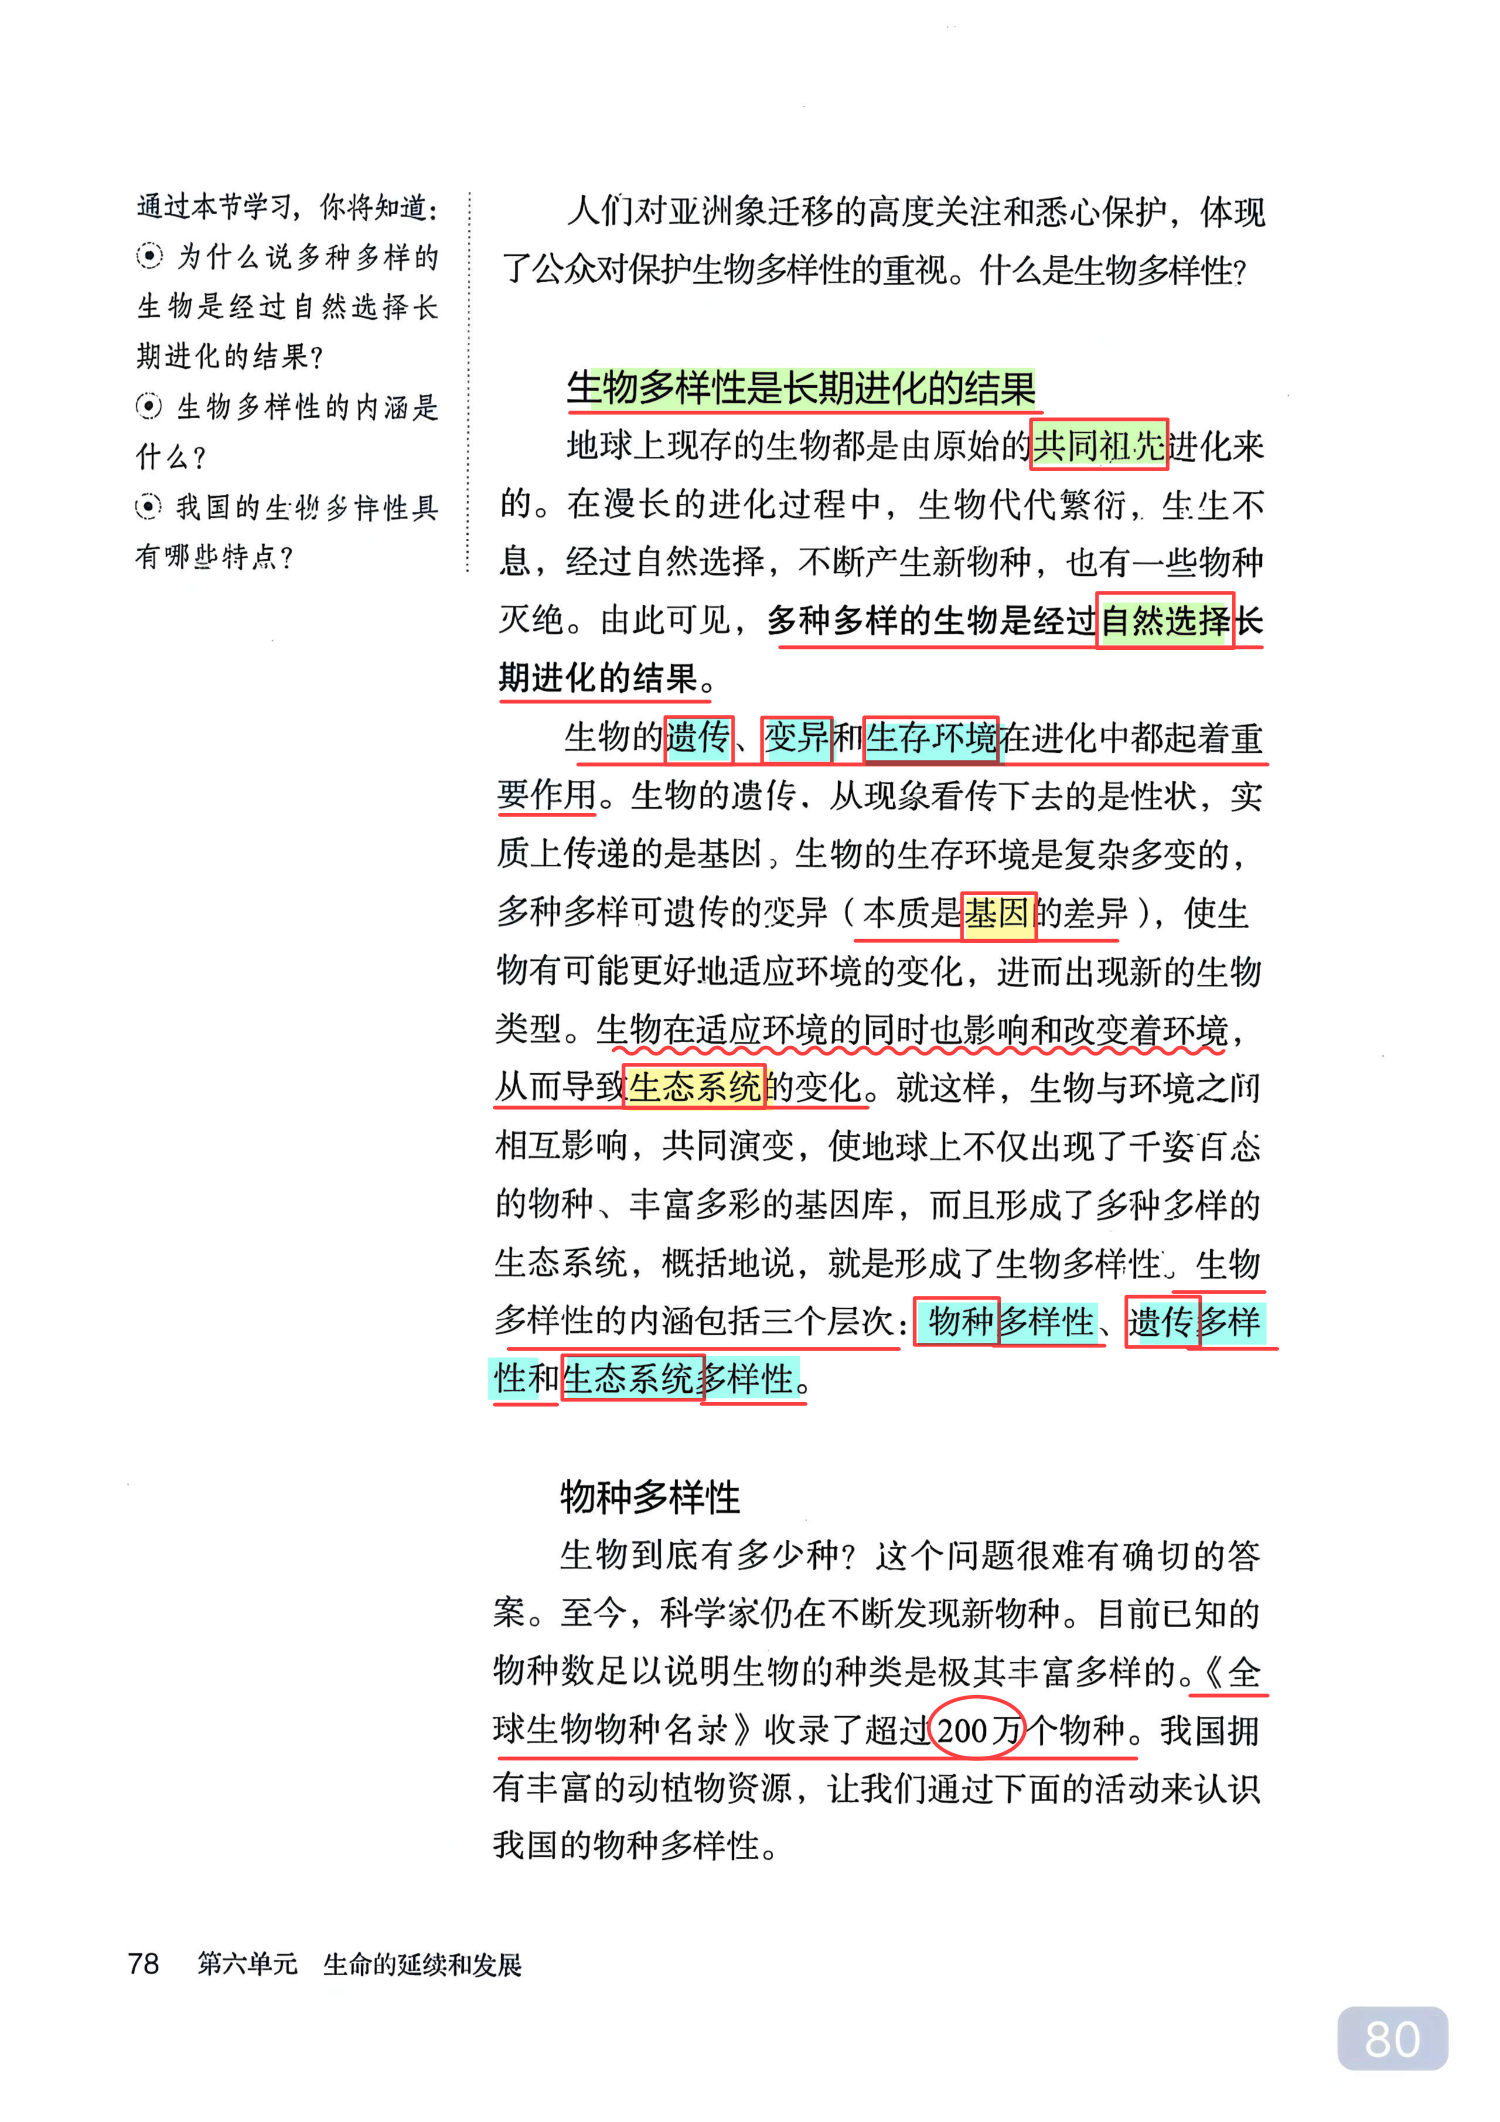 通过本节学习，你将知道：
为什么说多种多样的
生物是经过自然选择长
期进化的结果？
生物多样性的内涵是
什么？
我国的生物多样性具
有哪些特点？
人们对亚洲象迁移的高度关注和悉心保护，体现
了公众对保护生物多样性的重视。什么是生物多样性？
生物多样性是长期进化的结果
地球上现存的生物都是由原始的共同祖先进化来
的。在漫长的进化过程中，生物代代繁衍，生生不
息，经过自然选择，不断产生新物种，也有一些物种
灭绝。由此可见，多种多样的生物是经过自然选择长
期进化的结果。
生物的遗传、变异和生存环境在进化中都起着重
要作用。生物的遗传，从现象看传下去的是性状，实
质上传递的是基因。生物的生存环境是复杂多变的，
多种多样可遗传的变异（本质是基因的差异），使生
物有可能更好地适应环境的变化，进而出现新的生物
类型。生物在适应环境的同时也影响和改变着环境，
从而导致生态系统的变化。就这样，生物与环境之间
相互影响，共同演变，使地球上不仅出现了千姿百态
的物种、丰富多彩的基因库，而且形成了多种多样的
生态系统，概括地说，就是形成了生物多样性。生物
多样性的内涵包括三个层次：物种多样性、遗传多样
性和生态系统多样性。
物种多样性
生物到底有多少种？这个问题很难有确切的答
案。至今，科学家仍在不断发现新物种。目前已知的
物种数足以说明生物的种类是极其丰富多样的。《全
球生物物种名录》收录了超过200万个物种。我国拥
有丰富的动植物资源，让我们通过下面的活动来认识
我国的物种多样性。
78 第六单元 生命的延续和发展
80